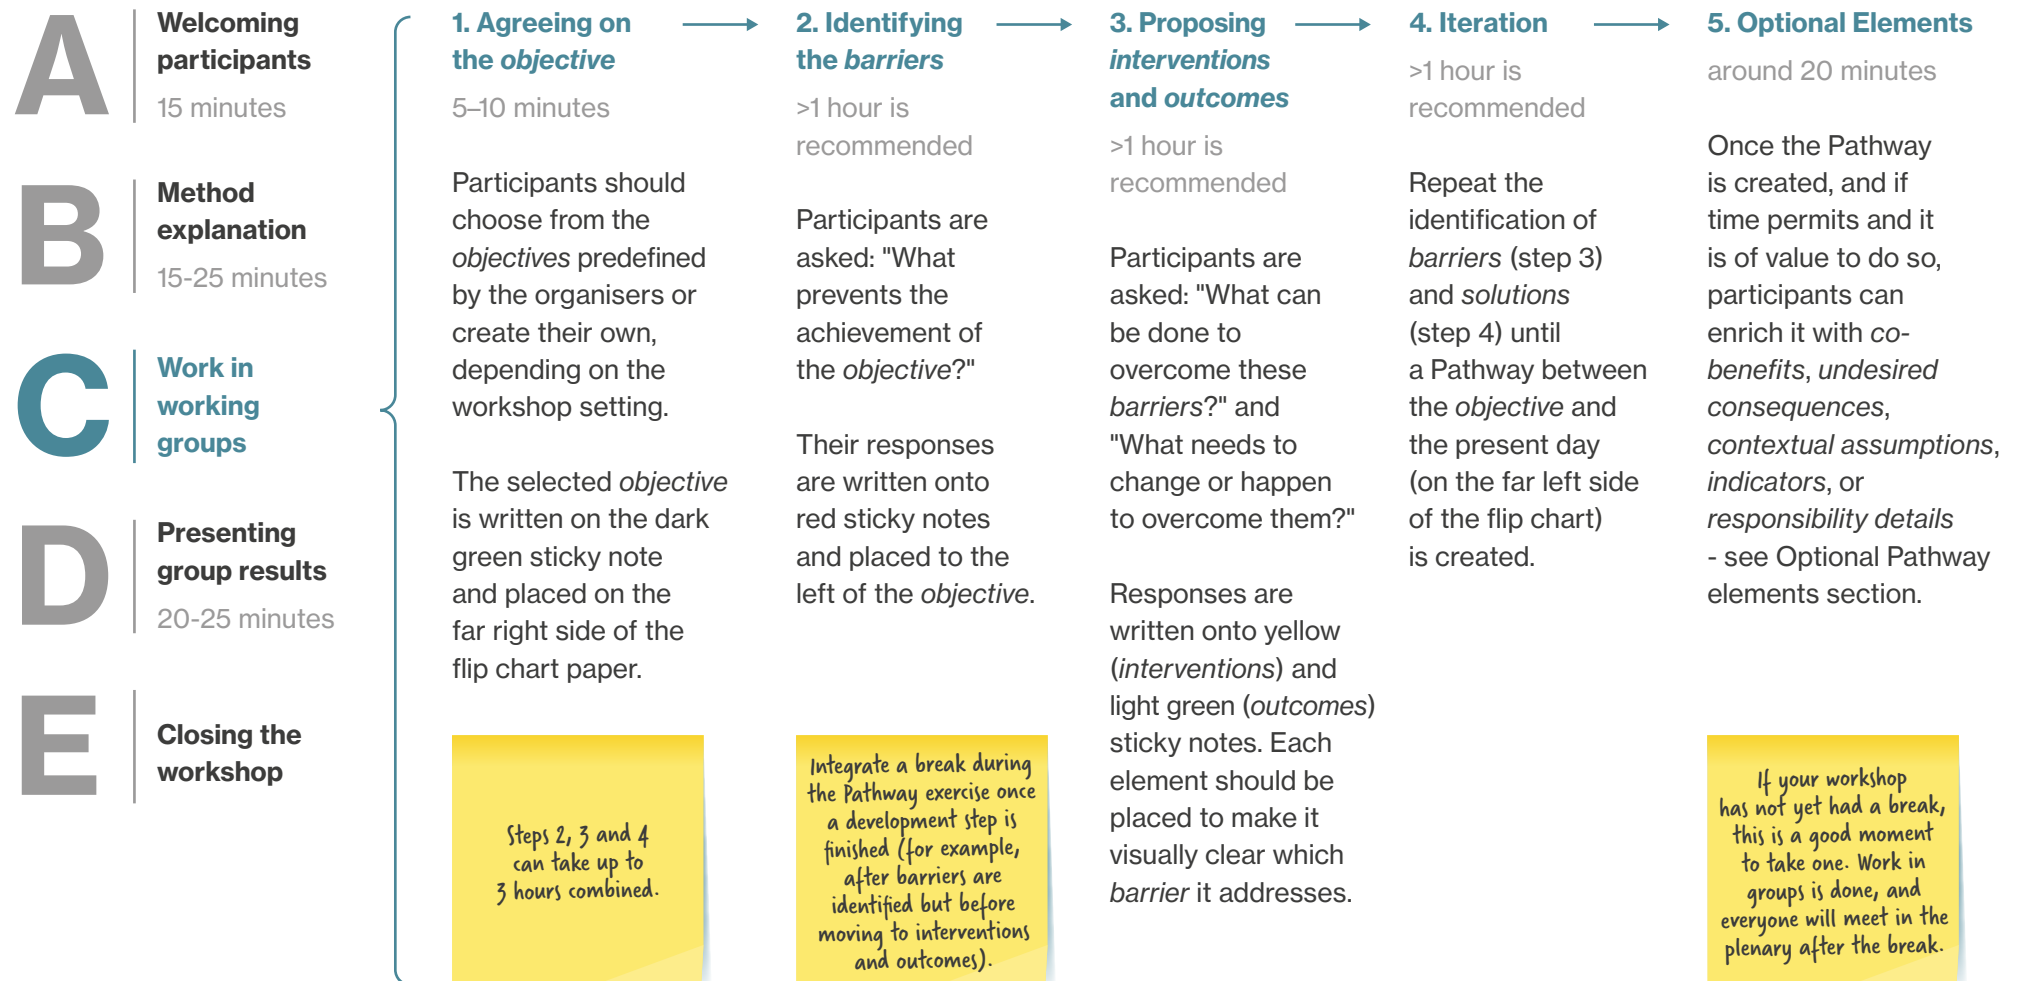 A
Welcoming
participants
15 minutes
B
Method
explanation
15-25 minutes
C
Work in
working
groups
D
Presenting
group results
20-25 minutes
E
Closing the
workshop
1. Agreeing on
the objective
5–10 minutes
Participants should
choose from the
objectives predefined
by the organisers or
create their own,
depending on the
workshop setting.
The selected objective
is written on the dark
green sticky note
and placed on the
far right side of the
flip chart paper.
Steps 2, 3 and 4
can take up to
3 hours combined.
2. Identifying
the barriers
>1 hour is
recommended
Participants are
asked: "What
prevents the
achievement of
the objective?"
Their responses
are written onto
red sticky notes
and placed to the
left of the objective.
Integrate a break during
the Pathway exercise once
a development step is
finished (for example,
after barriers are
identified but before
moving to interventions
and outcomes).
3. Proposing
interventions
and outcomes
>1 hour is
recommended
Participants are
asked: "What can
be done to
overcome these
barriers?" and
"What needs to
change or happen
to overcome them?"
Responses are
written onto yellow
(interventions) and
light green (outcomes)
sticky notes. Each
element should be
placed to make it
visually clear which
barrier it addresses.
4. Iteration
>1 hour is
recommended
Repeat the
identification of
barriers (step 3)
and solutions
(step 4) until
a Pathway between
the objective and
the present day
(on the far left side
of the flip chart)
is created.
5. Optional Elements
around 20 minutes
Once the Pathway
is created, and if
time permits and it
is of value to do so,
participants can
enrich it with co-
benefits, undesired
consequences,
contextual assumptions,
indicators, or
responsibility details
- see Optional Pathway
elements section.
If your workshop
has not yet had a break,
this is a good moment
to take one. Work in
groups is done, and
everyone will meet in the
plenary after the break.